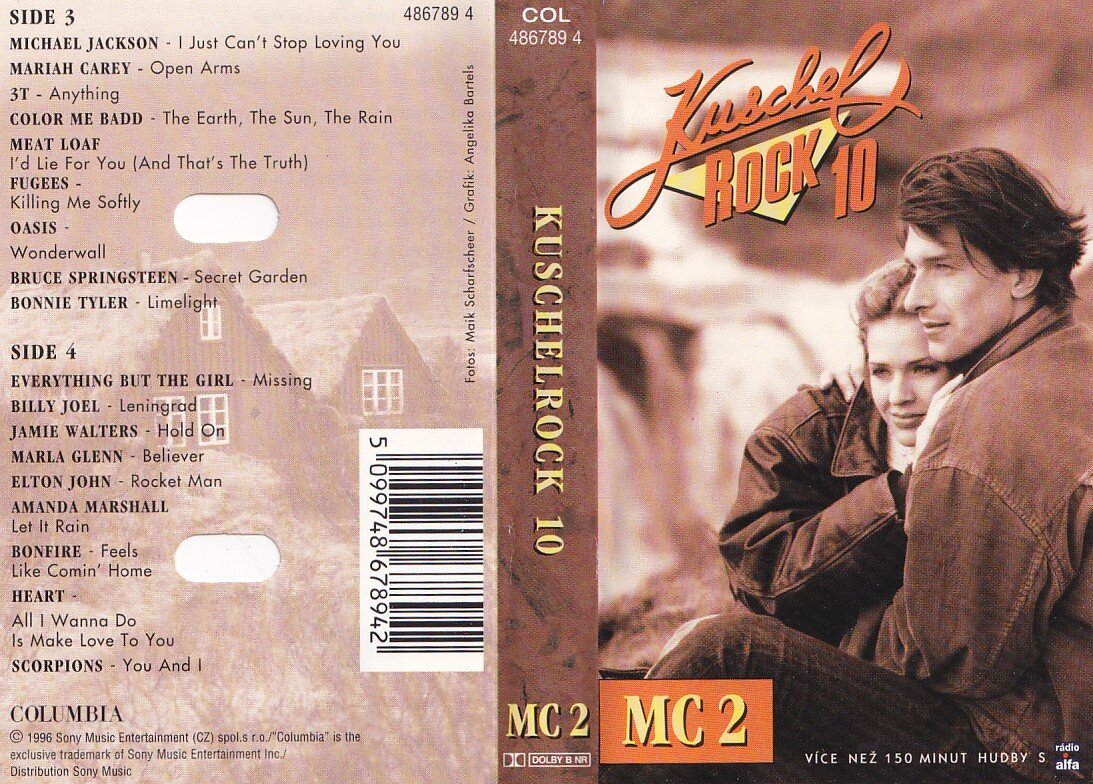 SIDE 3
486789 4
MICHAEL JACKSON - I Just Can't Stop Loving You
MARIAH CAREY - Open Arms
3T - Anything
COLOR ME BADD - The Earth, The Sun, The Rain
MEAT LOAF
I'd Lie For You (And That's The Truth)
FUGEES -
Killing Me Softly
OASIS -
Wonderwall
BRUCE SPRINGSTEEN - Secret Garden
BONNIE TYLER - Limelight
SIDE 4
EVERYTHING BUT THE GIRL - Missing
BILLY JOEL - Leningrad
JAMIE WALTERS - Hold On
MARLA GLENN - Believer
ELTON JOHN - Rocket Man
AMANDA MARSHALL
Let It Rain
BONFIRE - Feels
Like Comin' Home
HEART -
All I Wanna Do
Is Make Love To You
SCORPIONS - You And I
COLUMBIA
© 1996 Sony Music Entertainment (CZ) spol.s r.o./"Columbia" is the
exclusive trademark of Sony Music Entertainment Inc./
Distribution Sony Music
Fotos: Maik Scharfscheer / Grafik: Angelika Bartels
5 099748 678942
COL
486789 4
KUSCHELROCK 10
MC 2
DOLBY B NR
Kuschel
ROCK 10
MC 2
VÍCE NEŽ 150 MINUT HUDBY S
rádio
alfa